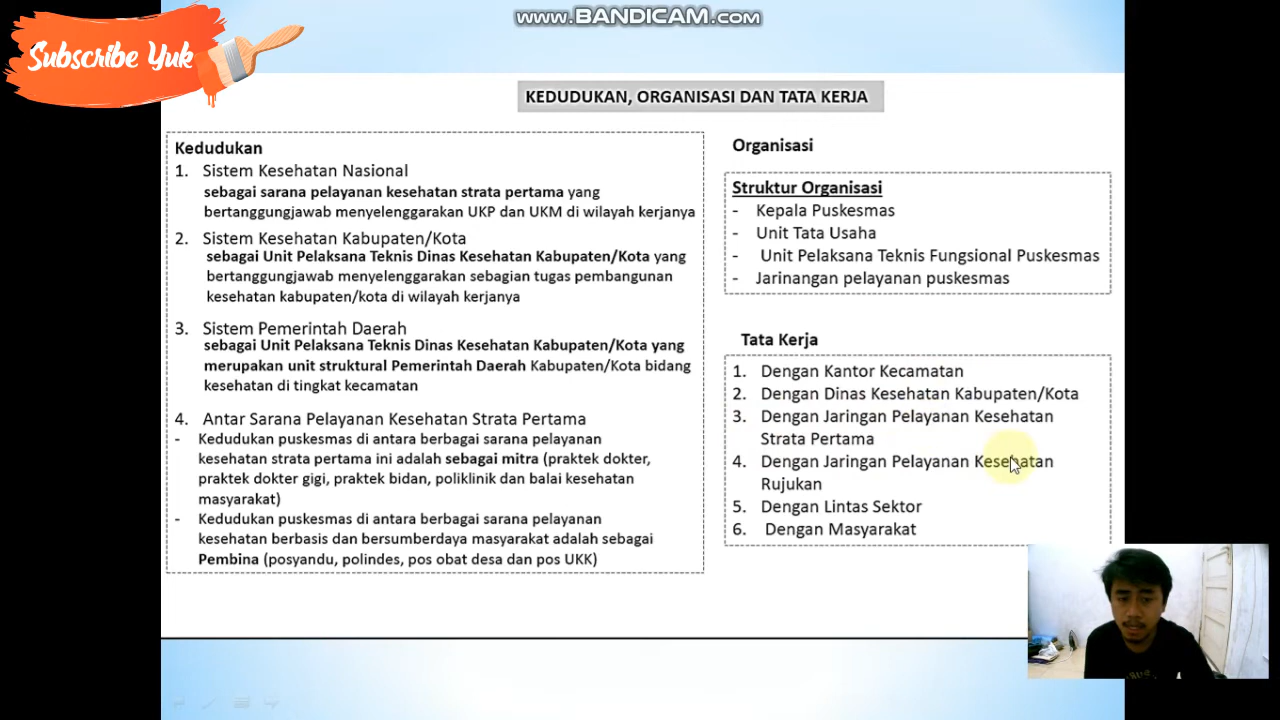 www.BANDICAM.com
Subscribe Yuk
KEDUDUKAN, ORGANISASI DAN TATA KERJA
Kedudukan
1. Sistem Kesehatan Nasional
sebagai sarana pelayanan kesehatan strata pertama yang
bertanggungjawab menyelenggarakan UKP dan UKM di wilayah kerjanya
2. Sistem Kesehatan Kabupaten/Kota
sebagai Unit Pelaksana Teknis Dinas Kesehatan Kabupaten/Kota yang
bertanggungjawab menyelenggarakan sebagian tugas pembangunan
kesehatan kabupaten/kota di wilayah kerjanya
3. Sistem Pemerintah Daerah
sebagai Unit Pelaksana Teknis Dinas Kesehatan Kabupaten/Kota yang
merupakan unit struktural Pemerintah Daerah Kabupaten/Kota bidang
kesehatan di tingkat kecamatan
4. Antar Sarana Pelayanan Kesehatan Strata Pertama
- Kedudukan puskesmas di antara berbagai sarana pelayanan
kesehatan strata pertama ini adalah sebagai mitra (praktek dokter,
praktek dokter gigi, praktek bidan, poliklinik dan balai kesehatan
masyarakat)
- Kedudukan puskesmas di antara berbagai sarana pelayanan
kesehatan berbasis dan bersumberdaya masyarakat adalah sebagai
Pembina (posyandu, polindes, pos obat desa dan pos UKK)
Organisasi
Struktur Organisasi
- Kepala Puskesmas
- Unit Tata Usaha
- Unit Pelaksana Teknis Fungsional Puskesmas
- Jarinangan pelayanan puskesmas
Tata Kerja
1. Dengan Kantor Kecamatan
2. Dengan Dinas Kesehatan Kabupaten/Kota
3. Dengan Jaringan Pelayanan Kesehatan
Strata Pertama
4. Dengan Jaringan Pelayanan Kesehatan
Rujukan
5. Dengan Lintas Sektor
6. Dengan Masyarakat